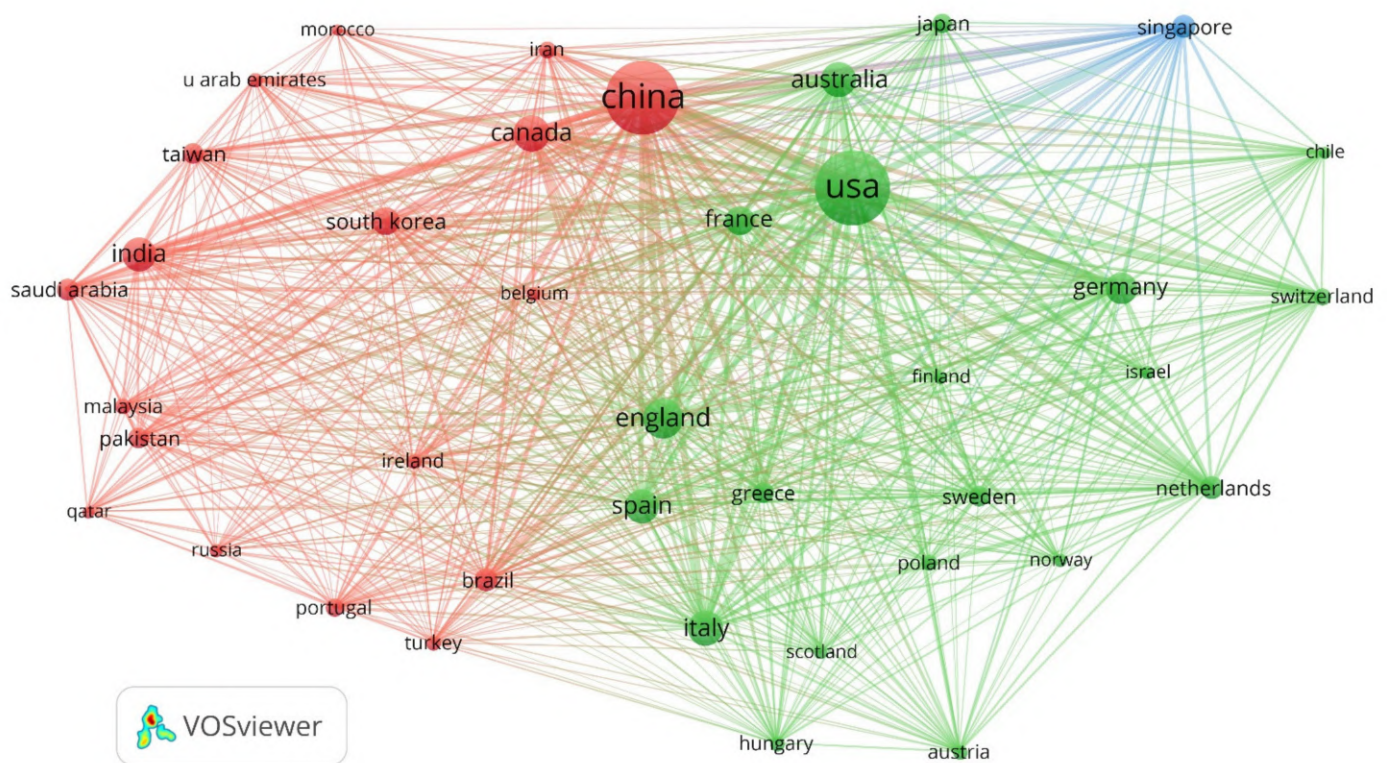 morocco
japan
singapore
iran
u arab emirates
australia
china
canada
taiwan
chile
usa
south korea
france
india
saudi arabia
belgium
germany
switzerland
finland
israel
malaysia
england
pakistan
ireland
qatar
spain
greece
sweden
netherlands
russia
brazil
poland
norway
portugal
italy
turkey
scotland
VOSviewer
hungary
austria